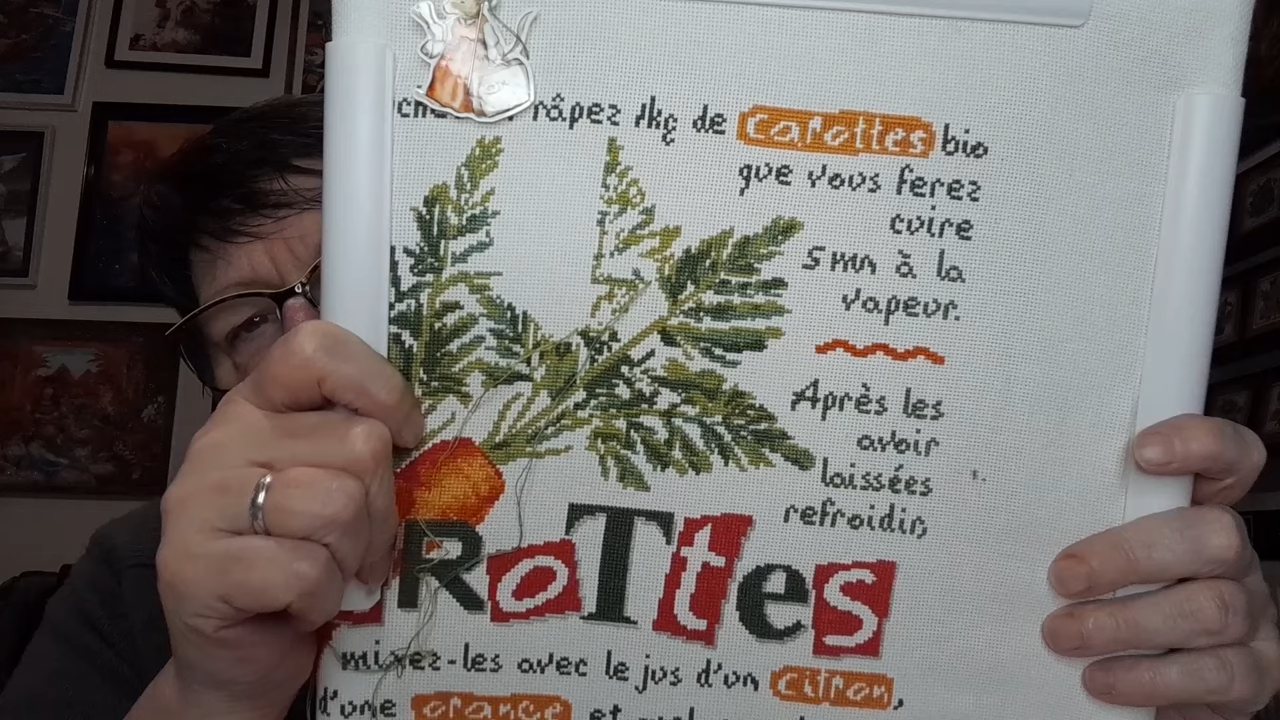 râpez 1kg de carottes bio
que vous ferez
cuire
5mn à la
vapeur.
Après les
avoir
laissées
refroidir,
RoTtes
mixez-les avec le jus d'un citron,
d'une orange et